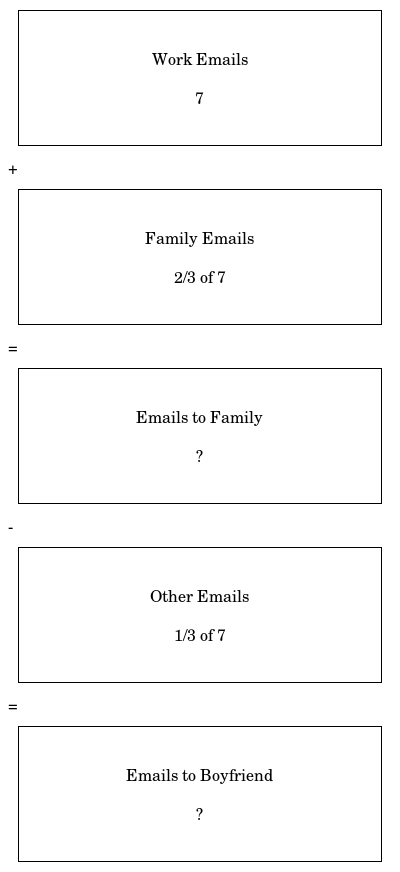 Work Emails
7
+
Family Emails
2/3 of 7
=
Emails to Family
?
-
Other Emails
1/3 of 7
=
Emails to Boyfriend
?